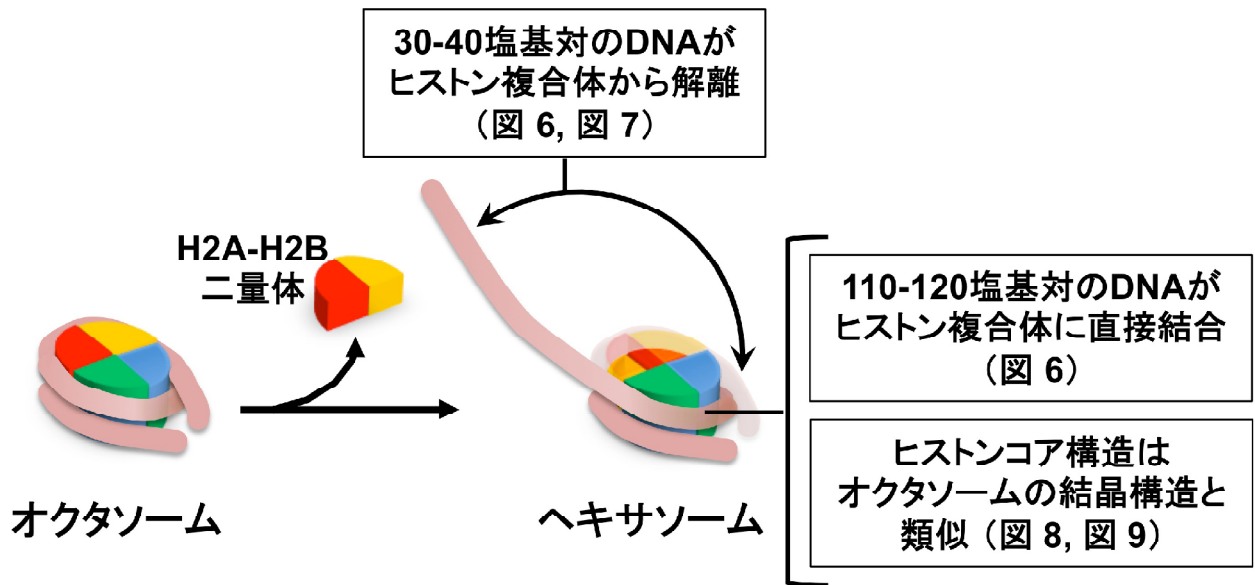 30-40塩基対のDNAが
ヒストン複合体から解離
（図 6, 図 7）
H2A-H2B
二量体
110-120塩基対のDNAが
ヒストン複合体に直接結合
（図 6）
ヒストンコア構造は
オクタソームの結晶構造と
類似（図 8, 図 9）
オクタソーム
ヘキサソーム